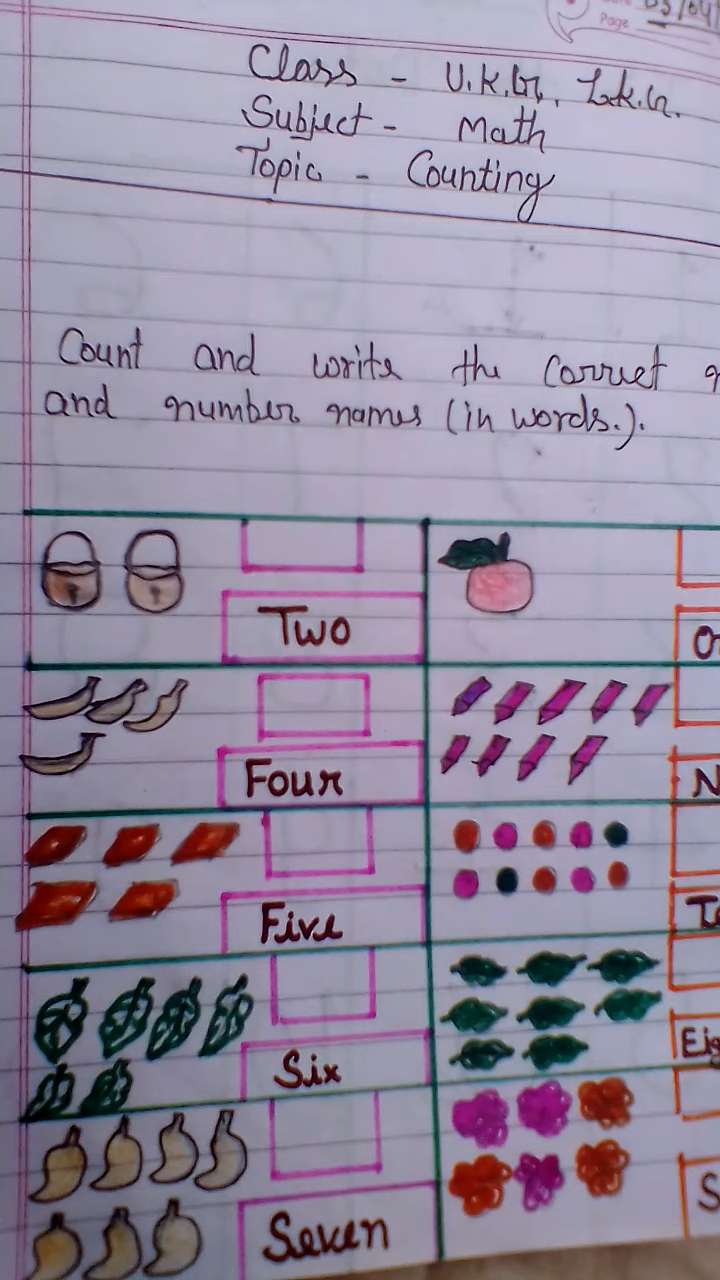 Page
Class - U.K.G, L.K.G.
Subject - Math
Topic - Counting
Count and write the correct
and number names (in words.).
Two
Four
Five
Six
Seven